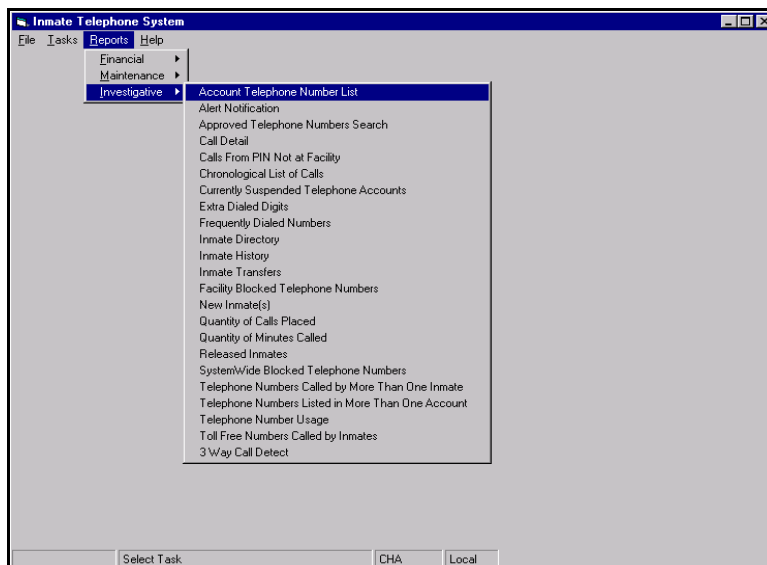 Inmate Telephone System
File Tasks Reports Help
Financial
Maintenance
Investigative
Account Telephone Number List
Alert Notification
Approved Telephone Numbers Search
Call Detail
Calls From PIN Not at Facility
Chronological List of Calls
Currently Suspended Telephone Accounts
Extra Dialed Digits
Frequently Dialed Numbers
Inmate Directory
Inmate History
Inmate Transfers
Facility Blocked Telephone Numbers
New Inmate(s)
Quantity of Calls Placed
Quantity of Minutes Called
Released Inmates
SystemWide Blocked Telephone Numbers
Telephone Numbers Called by More Than One Inmate
Telephone Numbers Listed in More Than One Account
Telephone Number Usage
Toll Free Numbers Called by Inmates
3 Way Call Detect
Select Task CHA Local